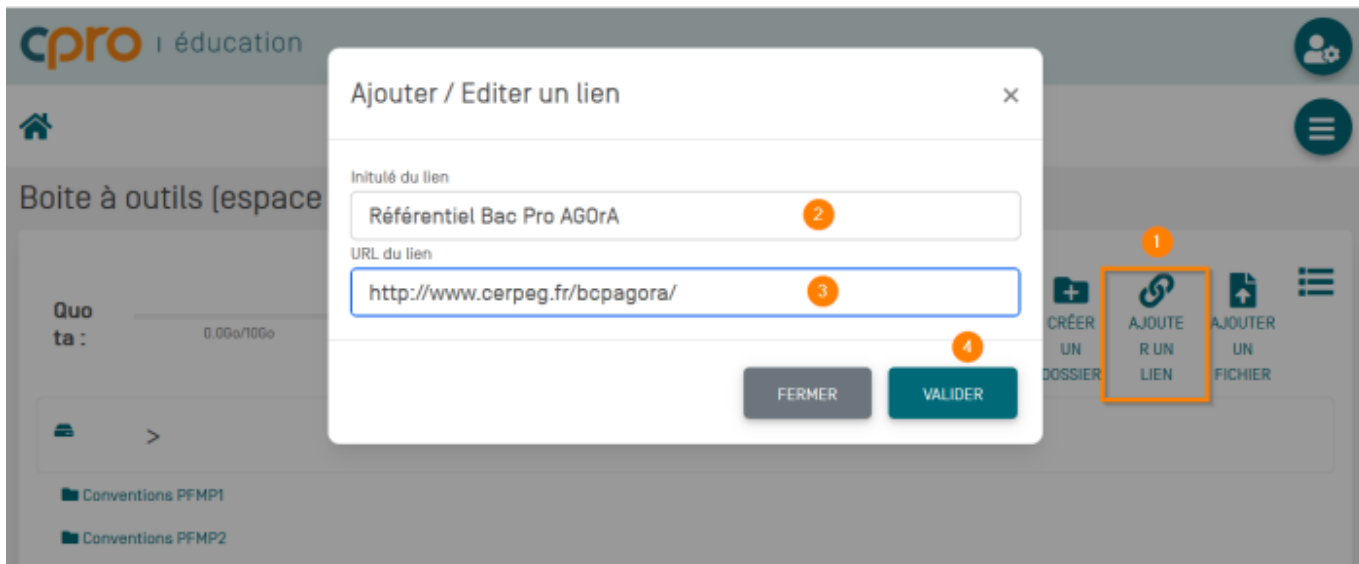 cpro | éducation
Ajouter / Editer un lien
×
Boite à outils (espace
Initulé du lien
Référentiel Bac Pro AGOrA
2
URL du lien
http://www.cerpeg.fr/bcpagora/
3
1
Quo
ta :
0.0Go/10Go
CRÉER
UN
DOSSIER
AJOUTE
R UN
LIEN
AJOUTER
UN
FICHIER
4
FERMER
VALIDER
>
Conventions PFMP1
Conventions PFMP2